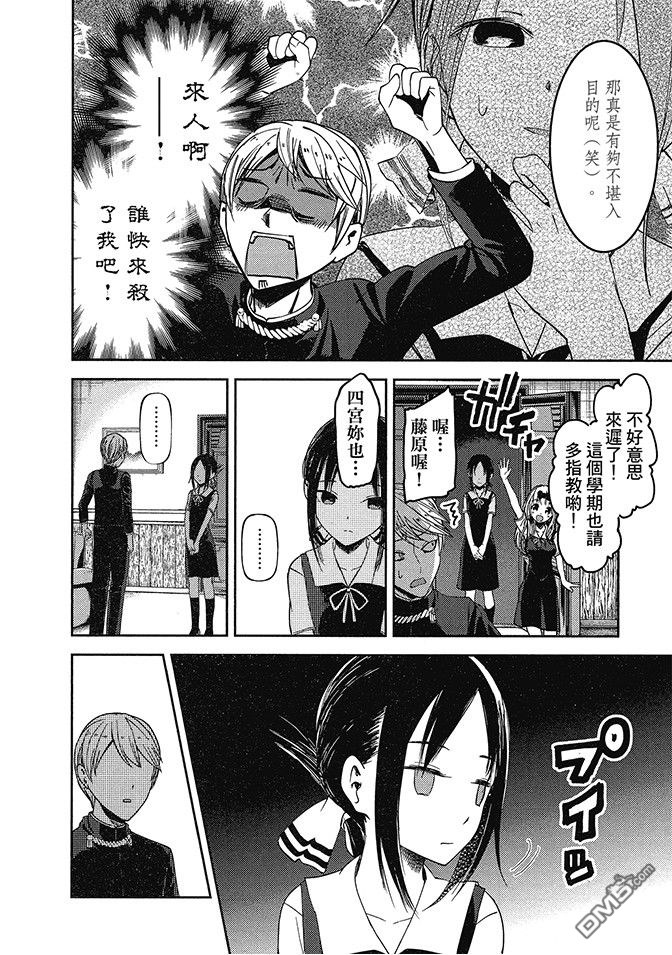 那真是有夠不堪入
目的呢（笑）。
來人啊
——！
誰快來殺
了我吧！
ガチャ
不好意思
來遲了！
這個學期也請
多指教喲！
喔…
藤原喔！
四宮妳也…
………
………
プイッ
DM5.com